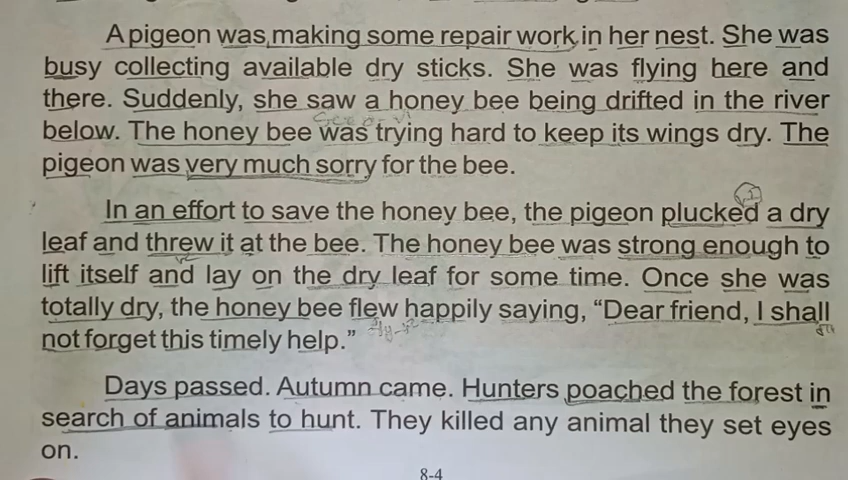 A pigeon was making some repair work in her nest. She was
busy collecting available dry sticks. She was flying here and
there. Suddenly, she saw a honey bee being drifted in the river
below. The honey bee was trying hard to keep its wings dry. The
pigeon was very much sorry for the bee.
In an effort to save the honey bee, the pigeon plucked a dry
leaf and threw it at the bee. The honey bee was strong enough to
lift itself and lay on the dry leaf for some time. Once she was
totally dry, the honey bee flew happily saying, “Dear friend, I shall
not forget this timely help.”
Days passed. Autumn came. Hunters poached the forest in
search of animals to hunt. They killed any animal they set eyes
on.
8-4